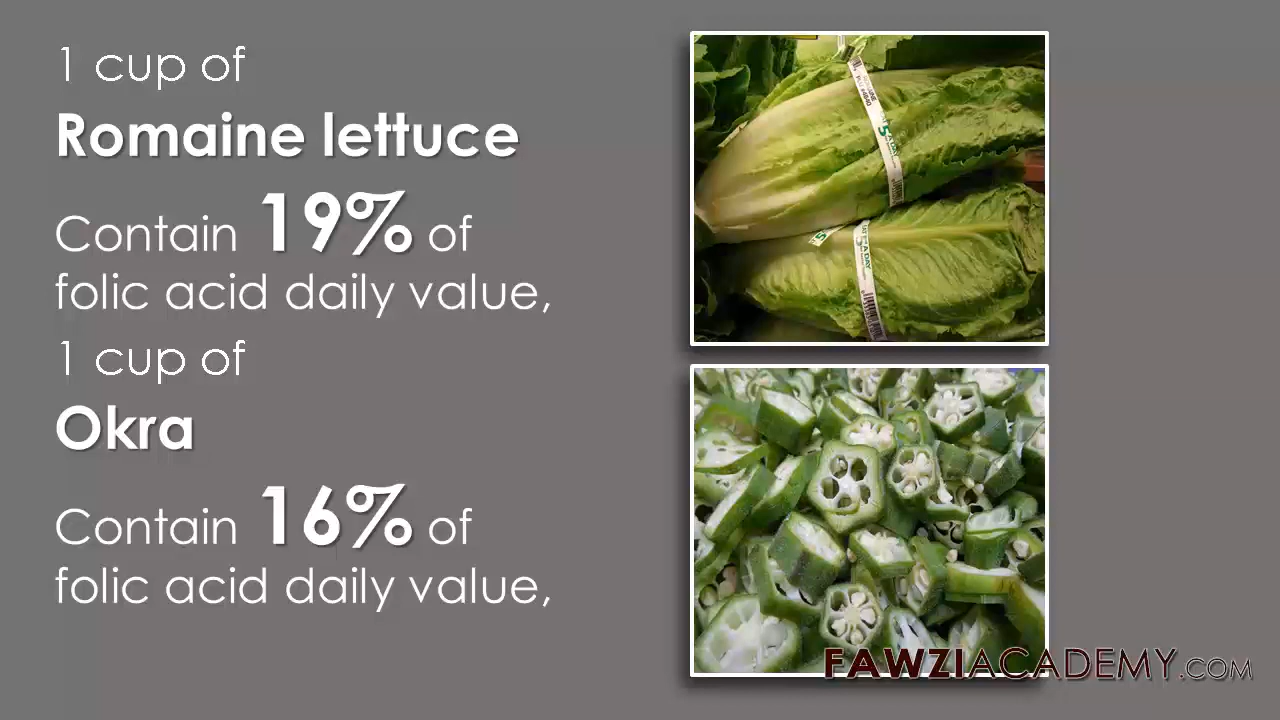 1 cup of
Romaine lettuce
Contain 19% of
folic acid daily value,
1 cup of
Okra
Contain 16% of
folic acid daily value,
FAWZIACADEMY.COM